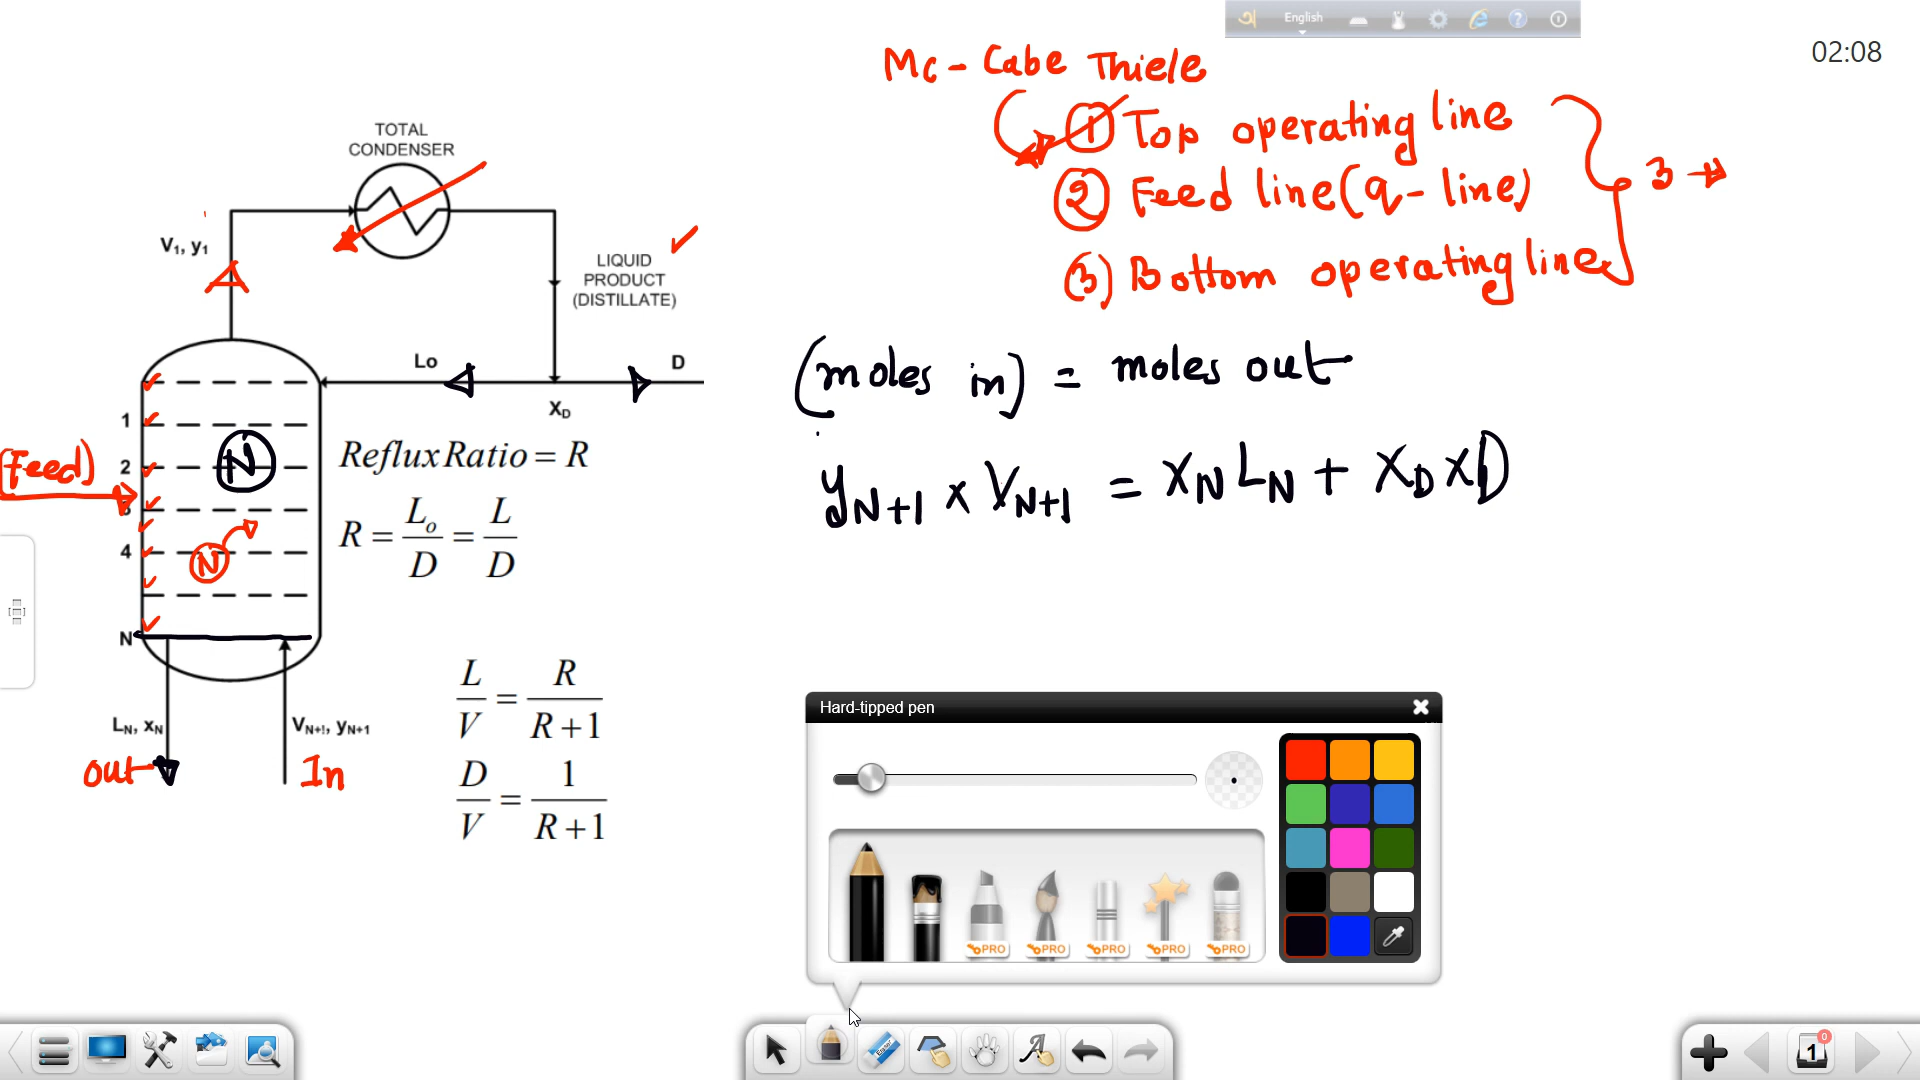 English
02:08
Mc - Cabe Thiele
① Top operating line
② Feed line (q - line)
③ Bottom operating line
3 →
TOTAL
CONDENSER
V1, y1
LIQUID
PRODUCT
(DISTILLATE)
Lo
D
XD
1
2
3
4
N
(Feed)
N
N
Reflux Ratio = R
R = Lo/D = L/D
(moles in) = moles out
yN+1 x VN+1 = xN LN + xD x D
L/V = R/R+1
D/V = 1/R+1
LN, xN
VN+!, yN+1
out
In
Hard-tipped pen
PRO
PRO
PRO
PRO
PRO
Eraser
A
1
0